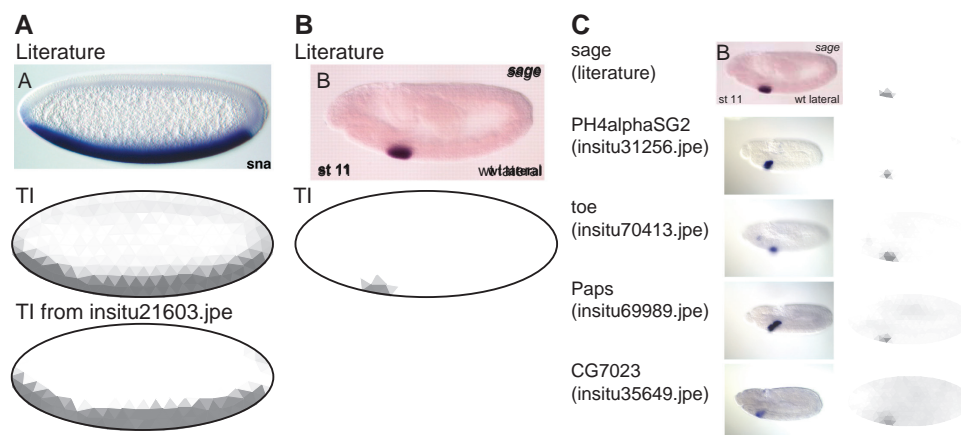 A
Literature
A
sna
TI
TI from insitu21603.jpe
B
Literature
B
sage
st 11
wt lateral
TI
C
sage
(literature)
B
sage
st 11
wt lateral
PH4alphaSG2
(insitu31256.jpe)
toe
(insitu70413.jpe)
Paps
(insitu69989.jpe)
CG7023
(insitu35649.jpe)